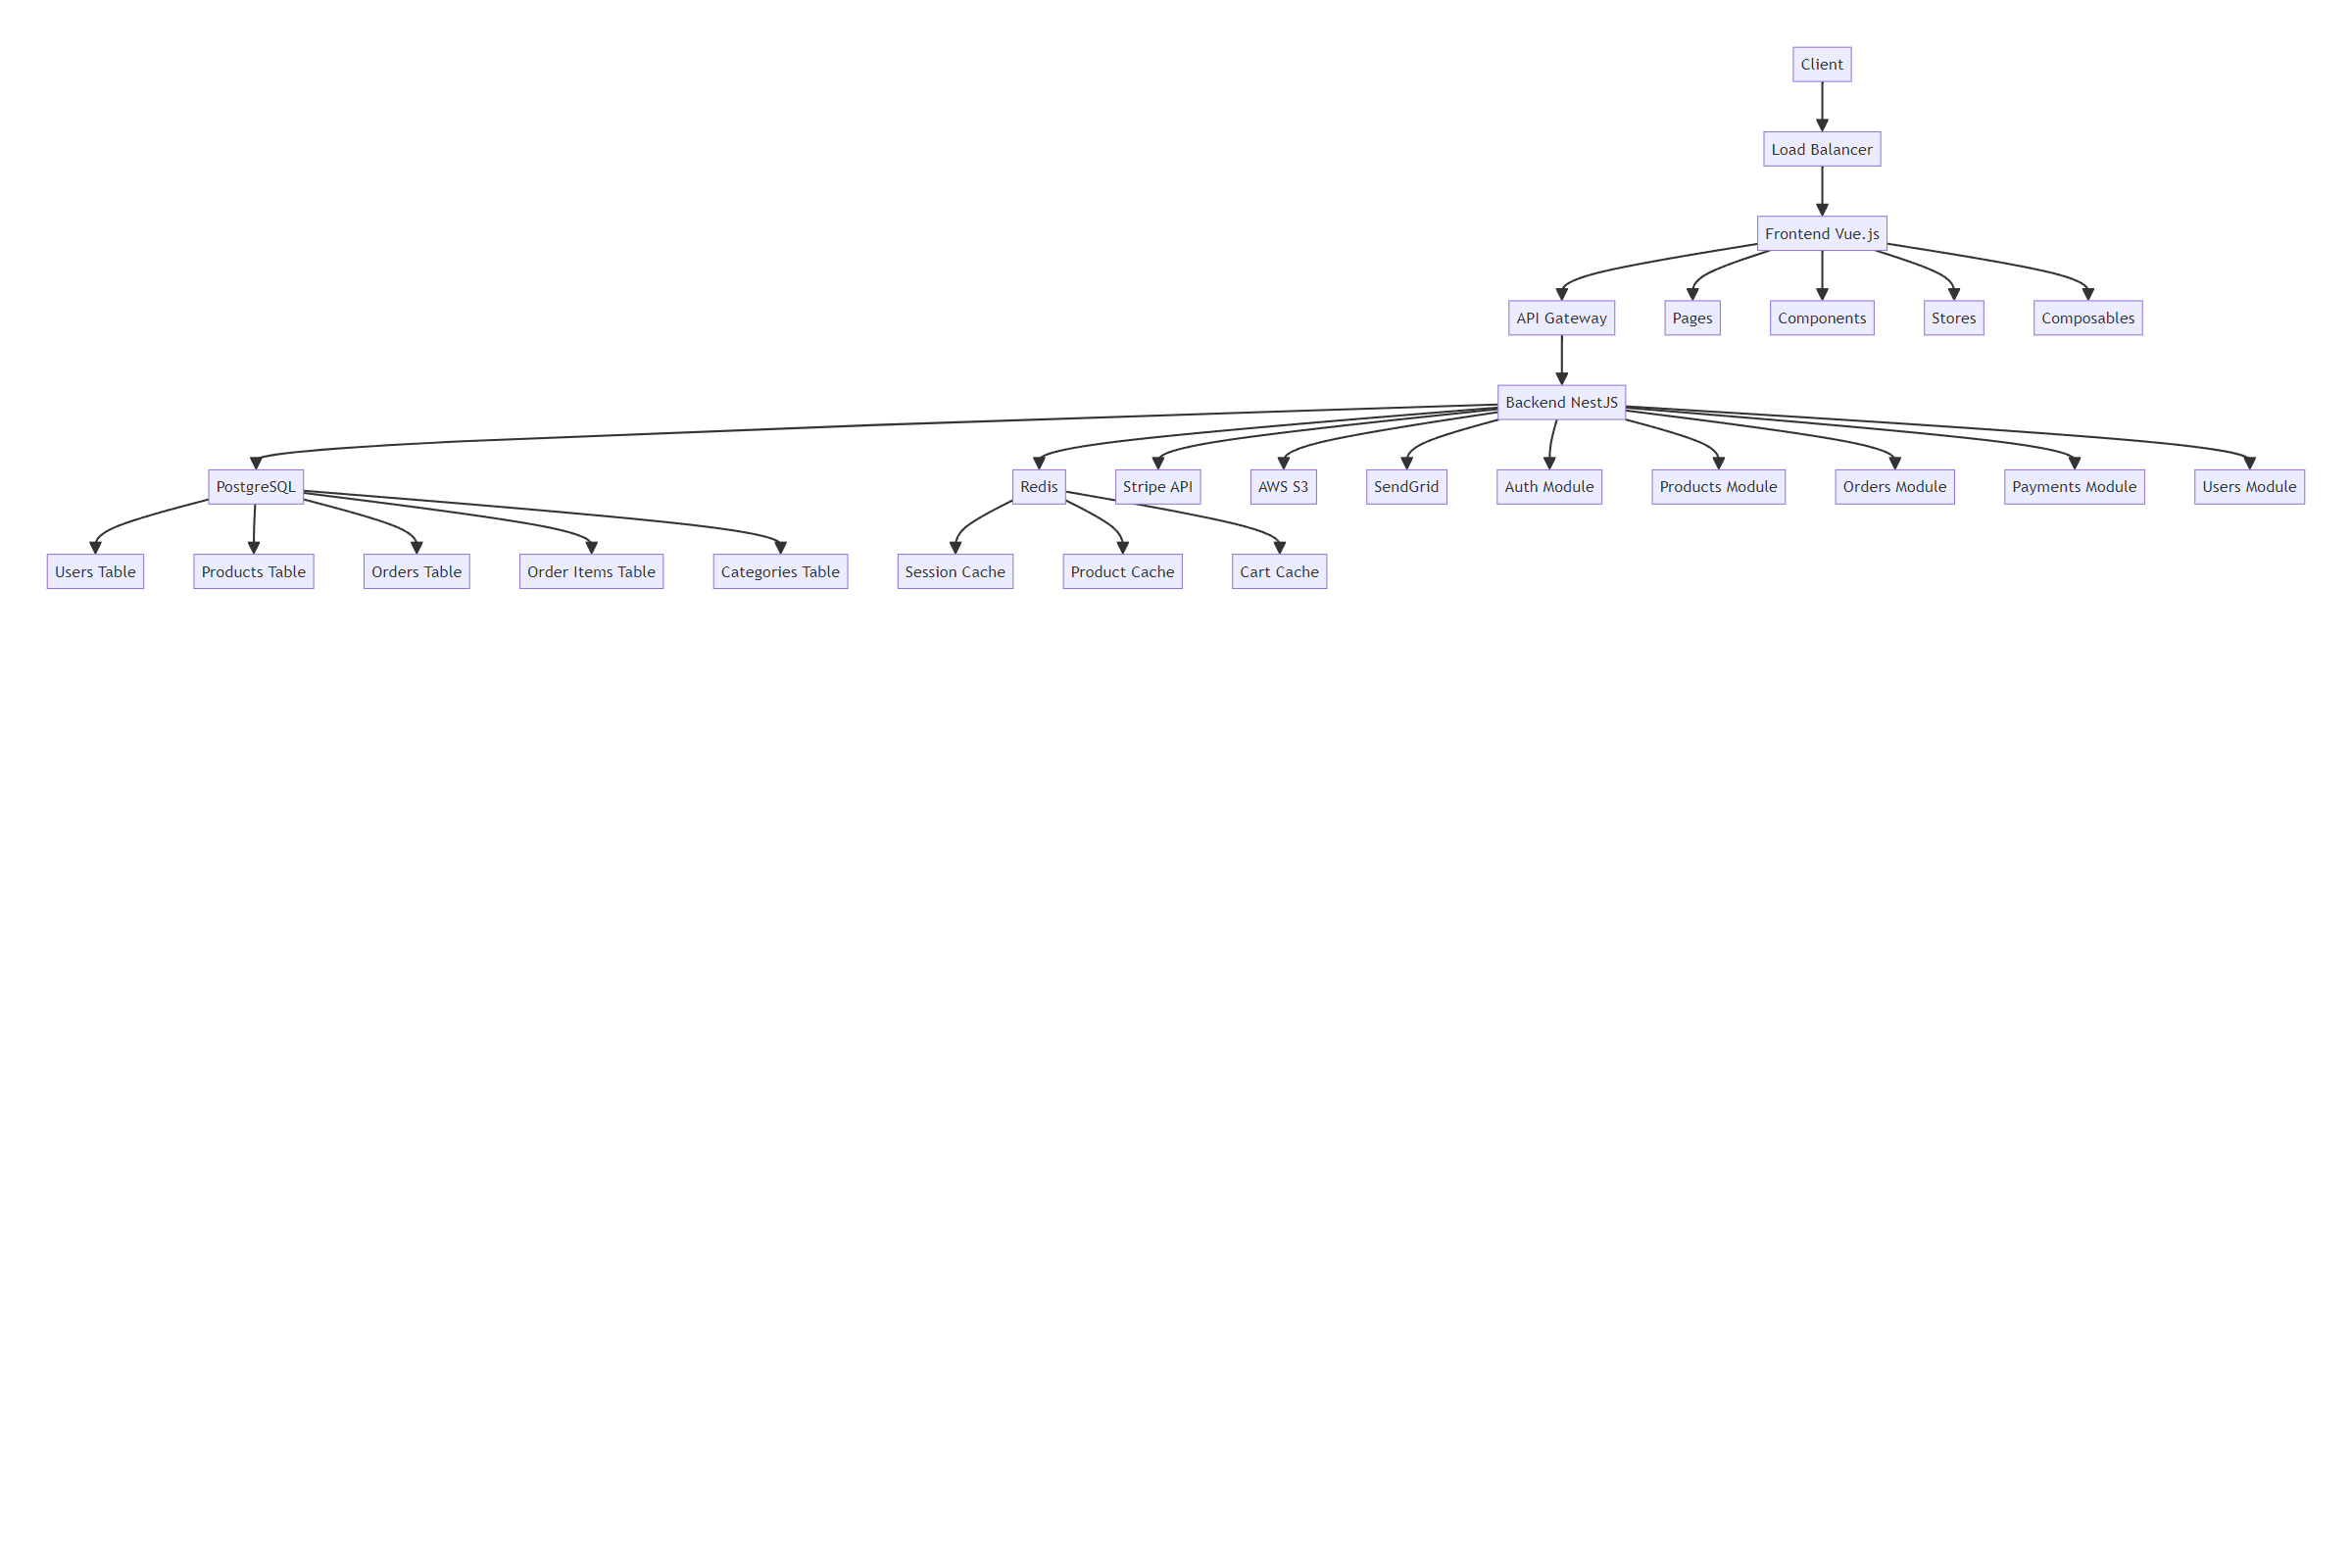 Client
Load Balancer
Frontend Vue.js
API Gateway
Pages
Components
Stores
Composables
Backend NestJS
PostgreSQL
Redis
Stripe API
AWS S3
SendGrid
Auth Module
Products Module
Orders Module
Payments Module
Users Module
Users Table
Products Table
Orders Table
Order Items Table
Categories Table
Session Cache
Product Cache
Cart Cache